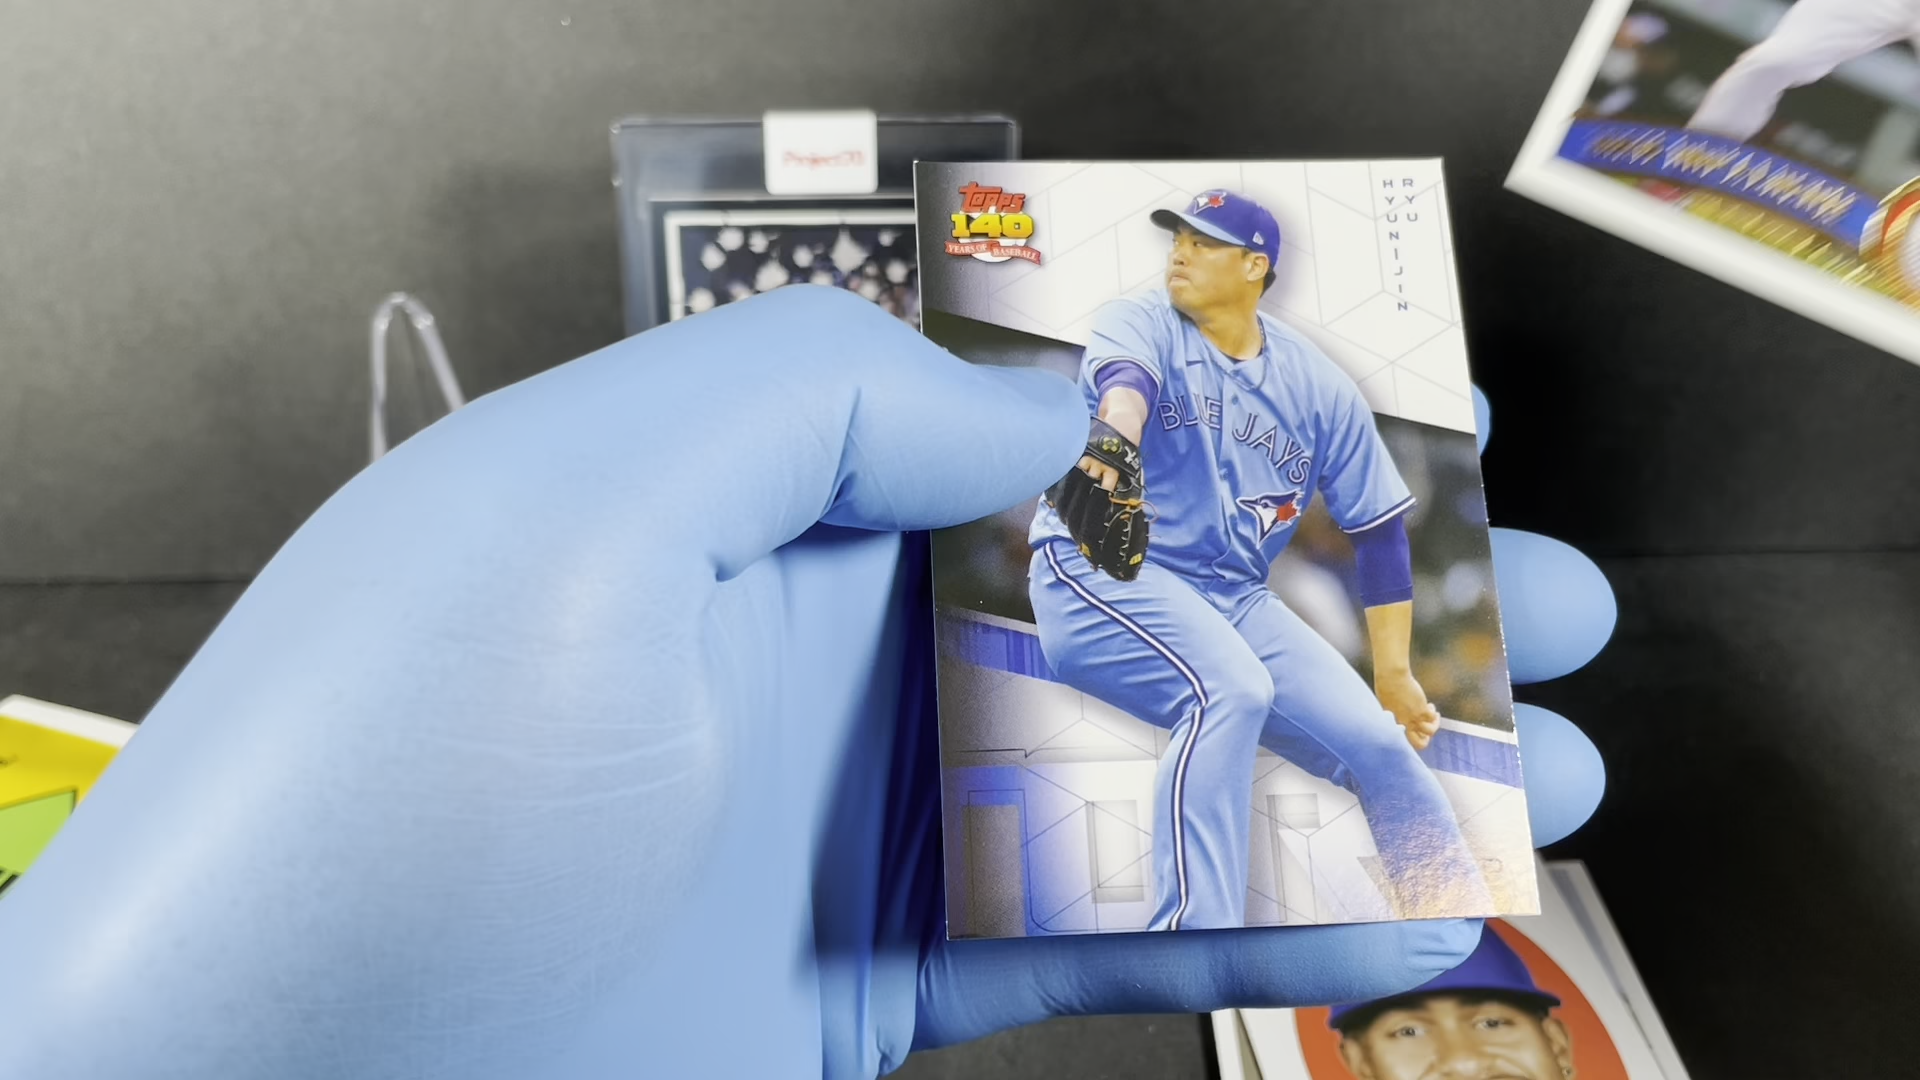 Project70
Topps
140
YEARS OF BASEBALL
HYUN JIN
RYU
BLUE JAYS